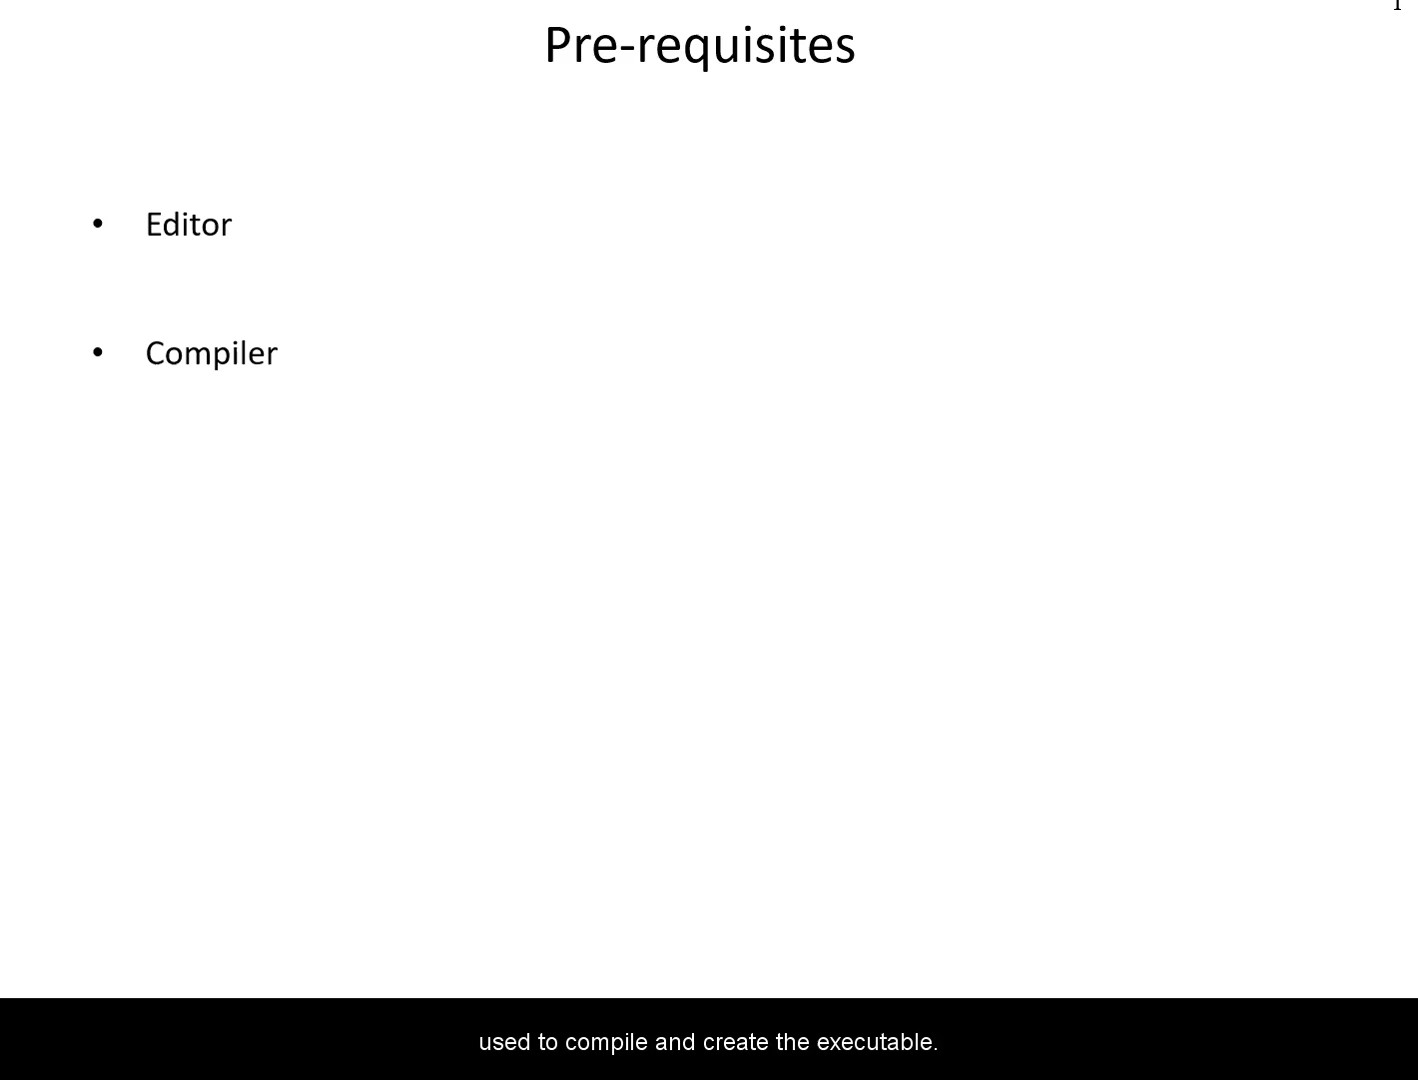 Pre-requisites
• Editor
• Compiler
used to compile and create the executable.